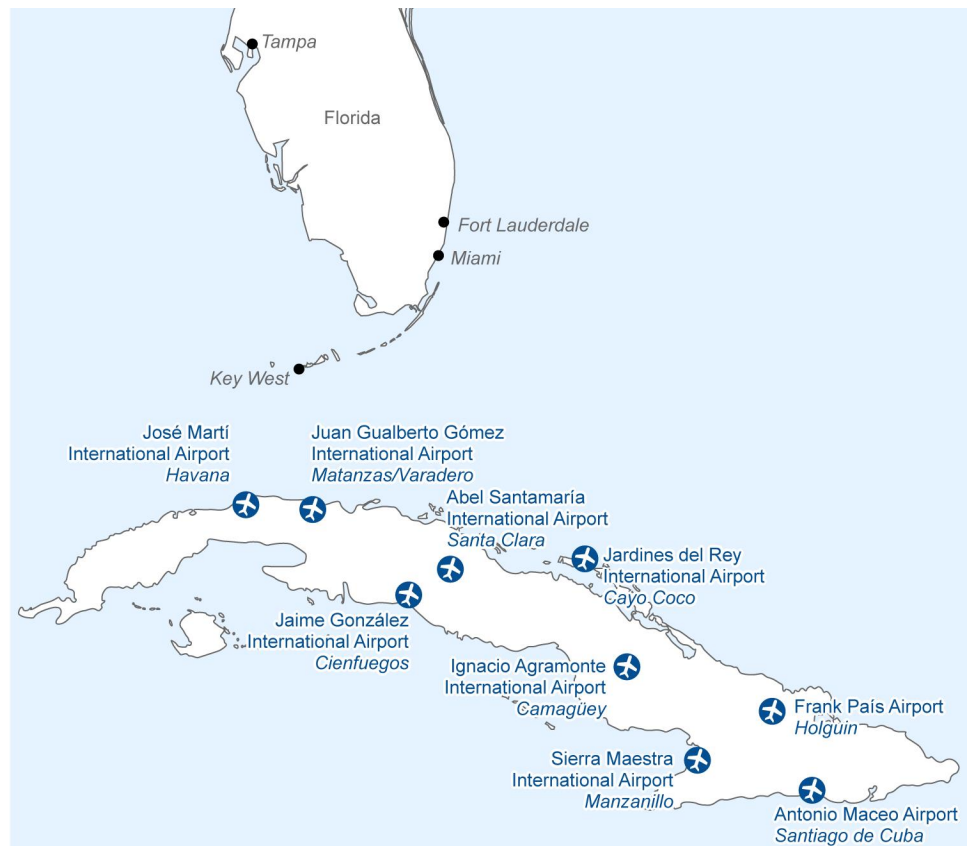 Tampa
Florida
Fort Lauderdale
Miami
Key West
José Martí
International Airport
Havana
Juan Gualberto Gómez
International Airport
Matanzas/Varadero
Abel Santamaría
International Airport
Santa Clara
Jardines del Rey
International Airport
Cayo Coco
Jaime González
International Airport
Cienfuegos
Ignacio Agramonte
International Airport
Camagüey
Frank País Airport
Holguin
Sierra Maestra
International Airport
Manzanillo
Antonio Maceo Airport
Santiago de Cuba